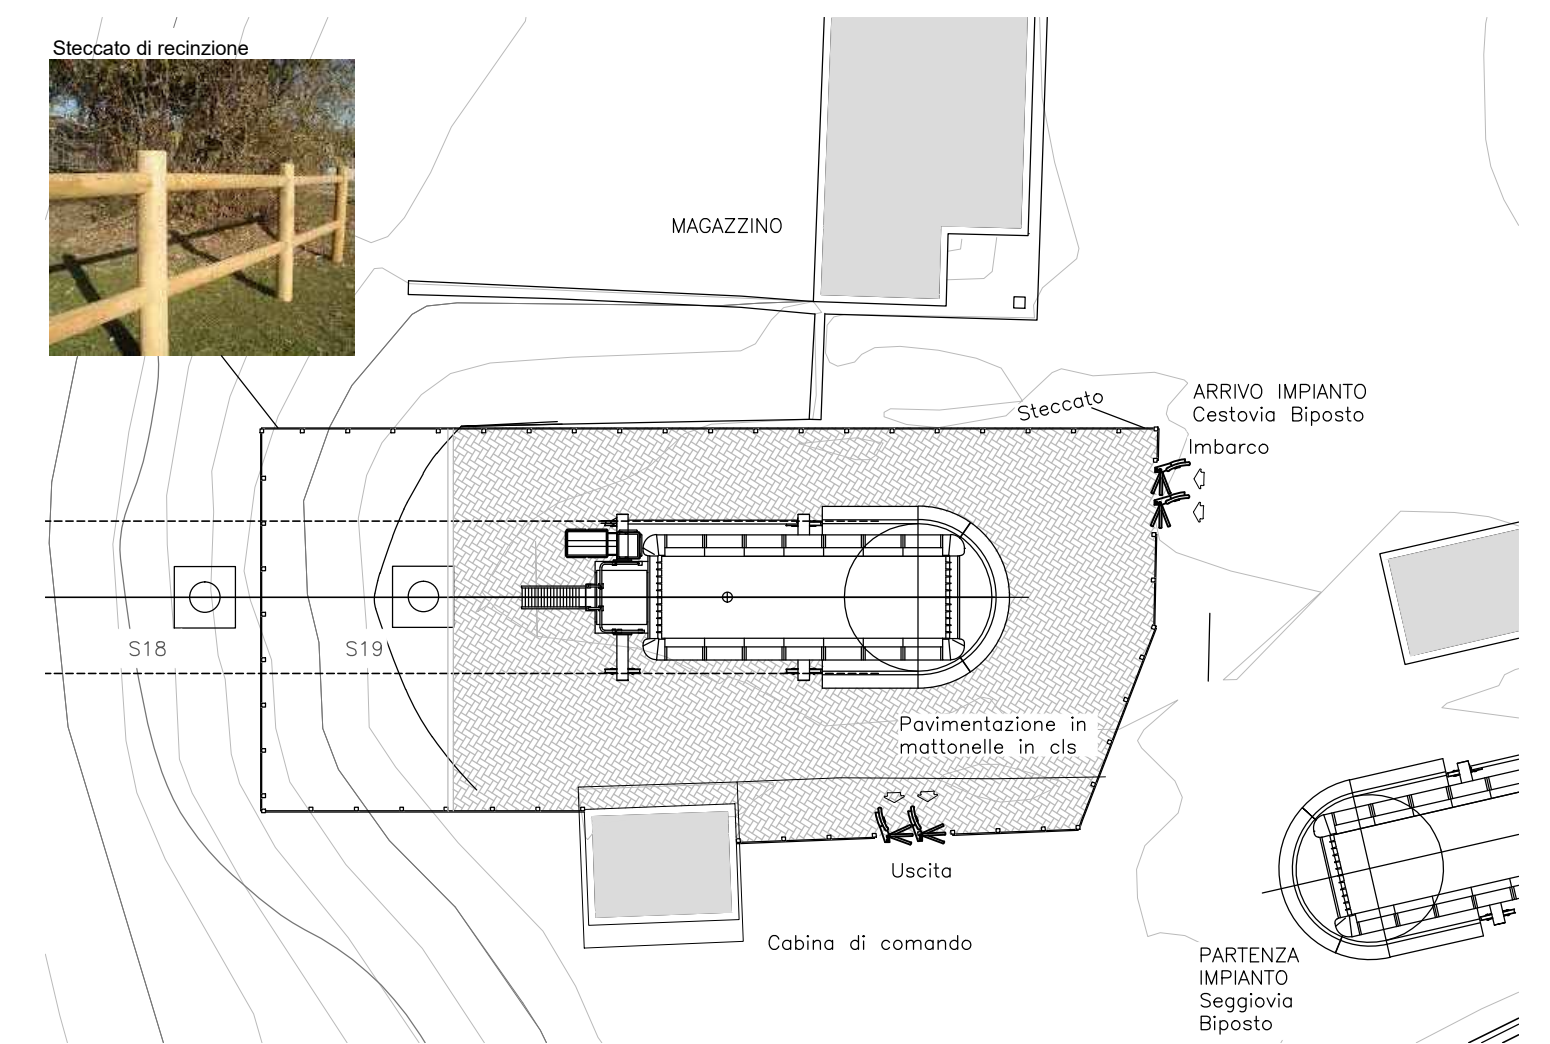 Steccato di recinzione
MAGAZZINO
Steccato
ARRIVO IMPIANTO
Cestovia Biposto
Imbarco
S18
S19
Pavimentazione in
mattonelle in cls
Uscita
Cabina di comando
PARTENZA
IMPIANTO
Seggiovia
Biposto